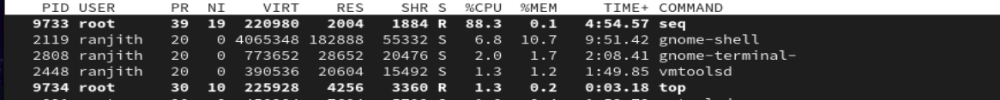 PID USER PR NI VIRT RES SHR S %CPU %MEM TIME+ COMMAND
9733 root 39 19 220980 2004 1884 R 88.3 0.1 4:54.57 seq
2119 ranjith 20 0 4065348 182888 55332 S 6.8 10.7 9:51.42 gnome-shell
2808 ranjith 20 0 773652 28652 20476 S 2.0 1.7 2:08.41 gnome-terminal-
2448 ranjith 20 0 390536 20604 15492 S 1.3 1.2 1:49.85 vmtoolsd
9734 root 30 10 225928 4256 3360 R 1.3 0.2 0:03.18 top